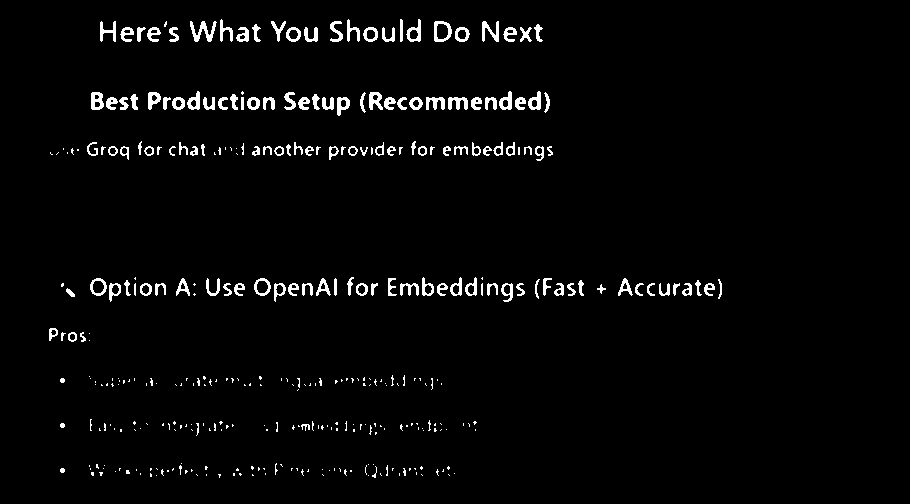 Here's What You Should Do Next
Best Production Setup (Recommended)
Use Groq for chat and another provider for embeddings
Option A: Use OpenAI for Embeddings (Fast + Accurate)
Pros:
• Super accurate multilingual embeddings
• Easy to integrate embeddings endpoint
• Works perfectly with Pinecone, Qdrant, etc